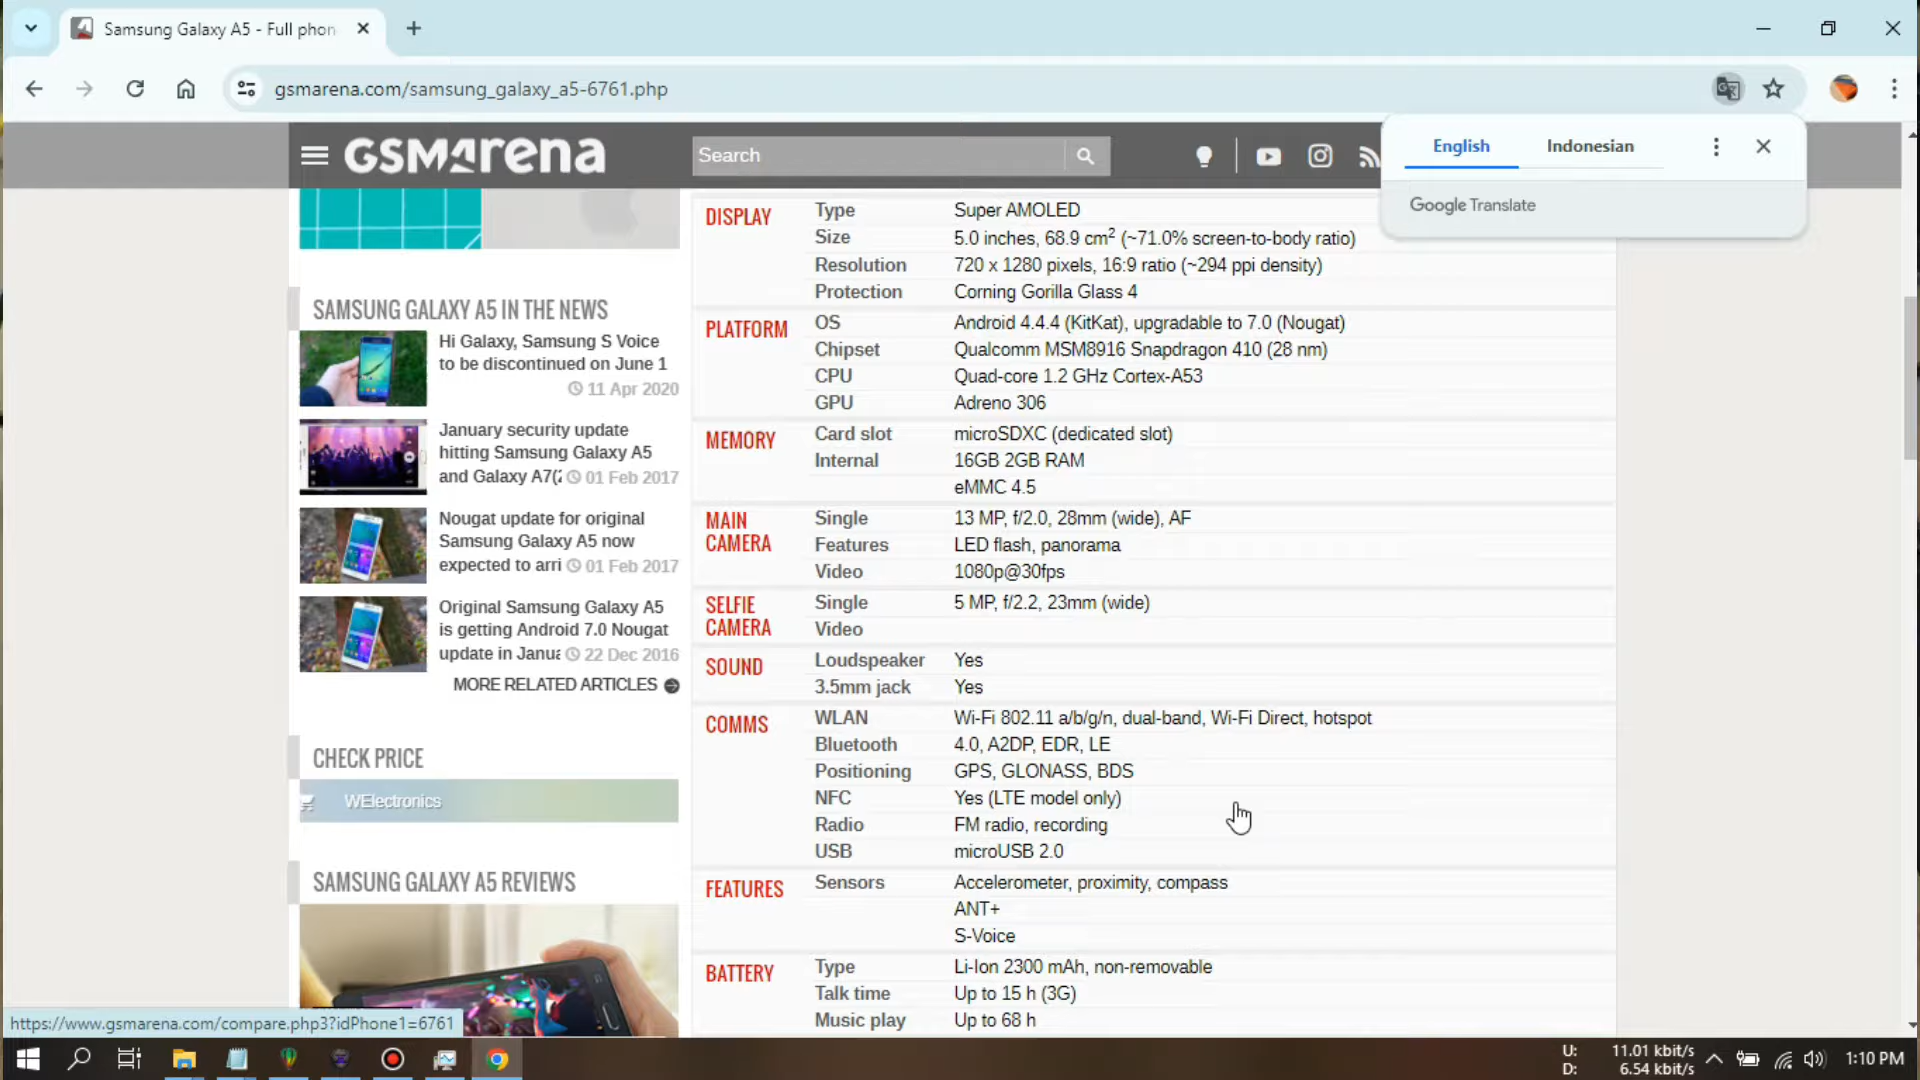 Samsung Galaxy A5 - Full phon
gsmarena.com/samsung_galaxy_a5-6761.php
GSMArena
Search
English
Indonesian
Google Translate
DISPLAY
Type Super AMOLED
Size 5.0 inches, 68.9 cm² (~71.0% screen-to-body ratio)
Resolution 720 x 1280 pixels, 16:9 ratio (~294 ppi density)
Protection Corning Gorilla Glass 4
PLATFORM
OS Android 4.4.4 (KitKat), upgradable to 7.0 (Nougat)
Chipset Qualcomm MSM8916 Snapdragon 410 (28 nm)
CPU Quad-core 1.2 GHz Cortex-A53
GPU Adreno 306
MEMORY
Card slot microSDXC (dedicated slot)
Internal 16GB 2GB RAM
eMMC 4.5
MAIN
CAMERA
Single 13 MP, f/2.0, 28mm (wide), AF
Features LED flash, panorama
Video 1080p@30fps
SELFIE
CAMERA
Single 5 MP, f/2.2, 23mm (wide)
Video
SOUND
Loudspeaker Yes
3.5mm jack Yes
COMMS
WLAN Wi-Fi 802.11 a/b/g/n, dual-band, Wi-Fi Direct, hotspot
Bluetooth 4.0, A2DP, EDR, LE
Positioning GPS, GLONASS, BDS
NFC Yes (LTE model only)
Radio FM radio, recording
USB microUSB 2.0
FEATURES
Sensors Accelerometer, proximity, compass
ANT+
S-Voice
BATTERY
Type Li-Ion 2300 mAh, non-removable
Talk time Up to 15 h (3G)
Music play Up to 68 h
SAMSUNG GALAXY A5 IN THE NEWS
Hi Galaxy, Samsung S Voice
to be discontinued on June 1
11 Apr 2020
January security update
hitting Samsung Galaxy A5
and Galaxy A7(2 01 Feb 2017
Nougat update for original
Samsung Galaxy A5 now
expected to arri 01 Feb 2017
Original Samsung Galaxy A5
is getting Android 7.0 Nougat
update in Janua 22 Dec 2016
MORE RELATED ARTICLES
CHECK PRICE
WElectronics
SAMSUNG GALAXY A5 REVIEWS
https://www.gsmarena.com/compare.php3?idPhone1=6761
U: 11.01 kbit/s
D: 6.54 kbit/s
1:10 PM